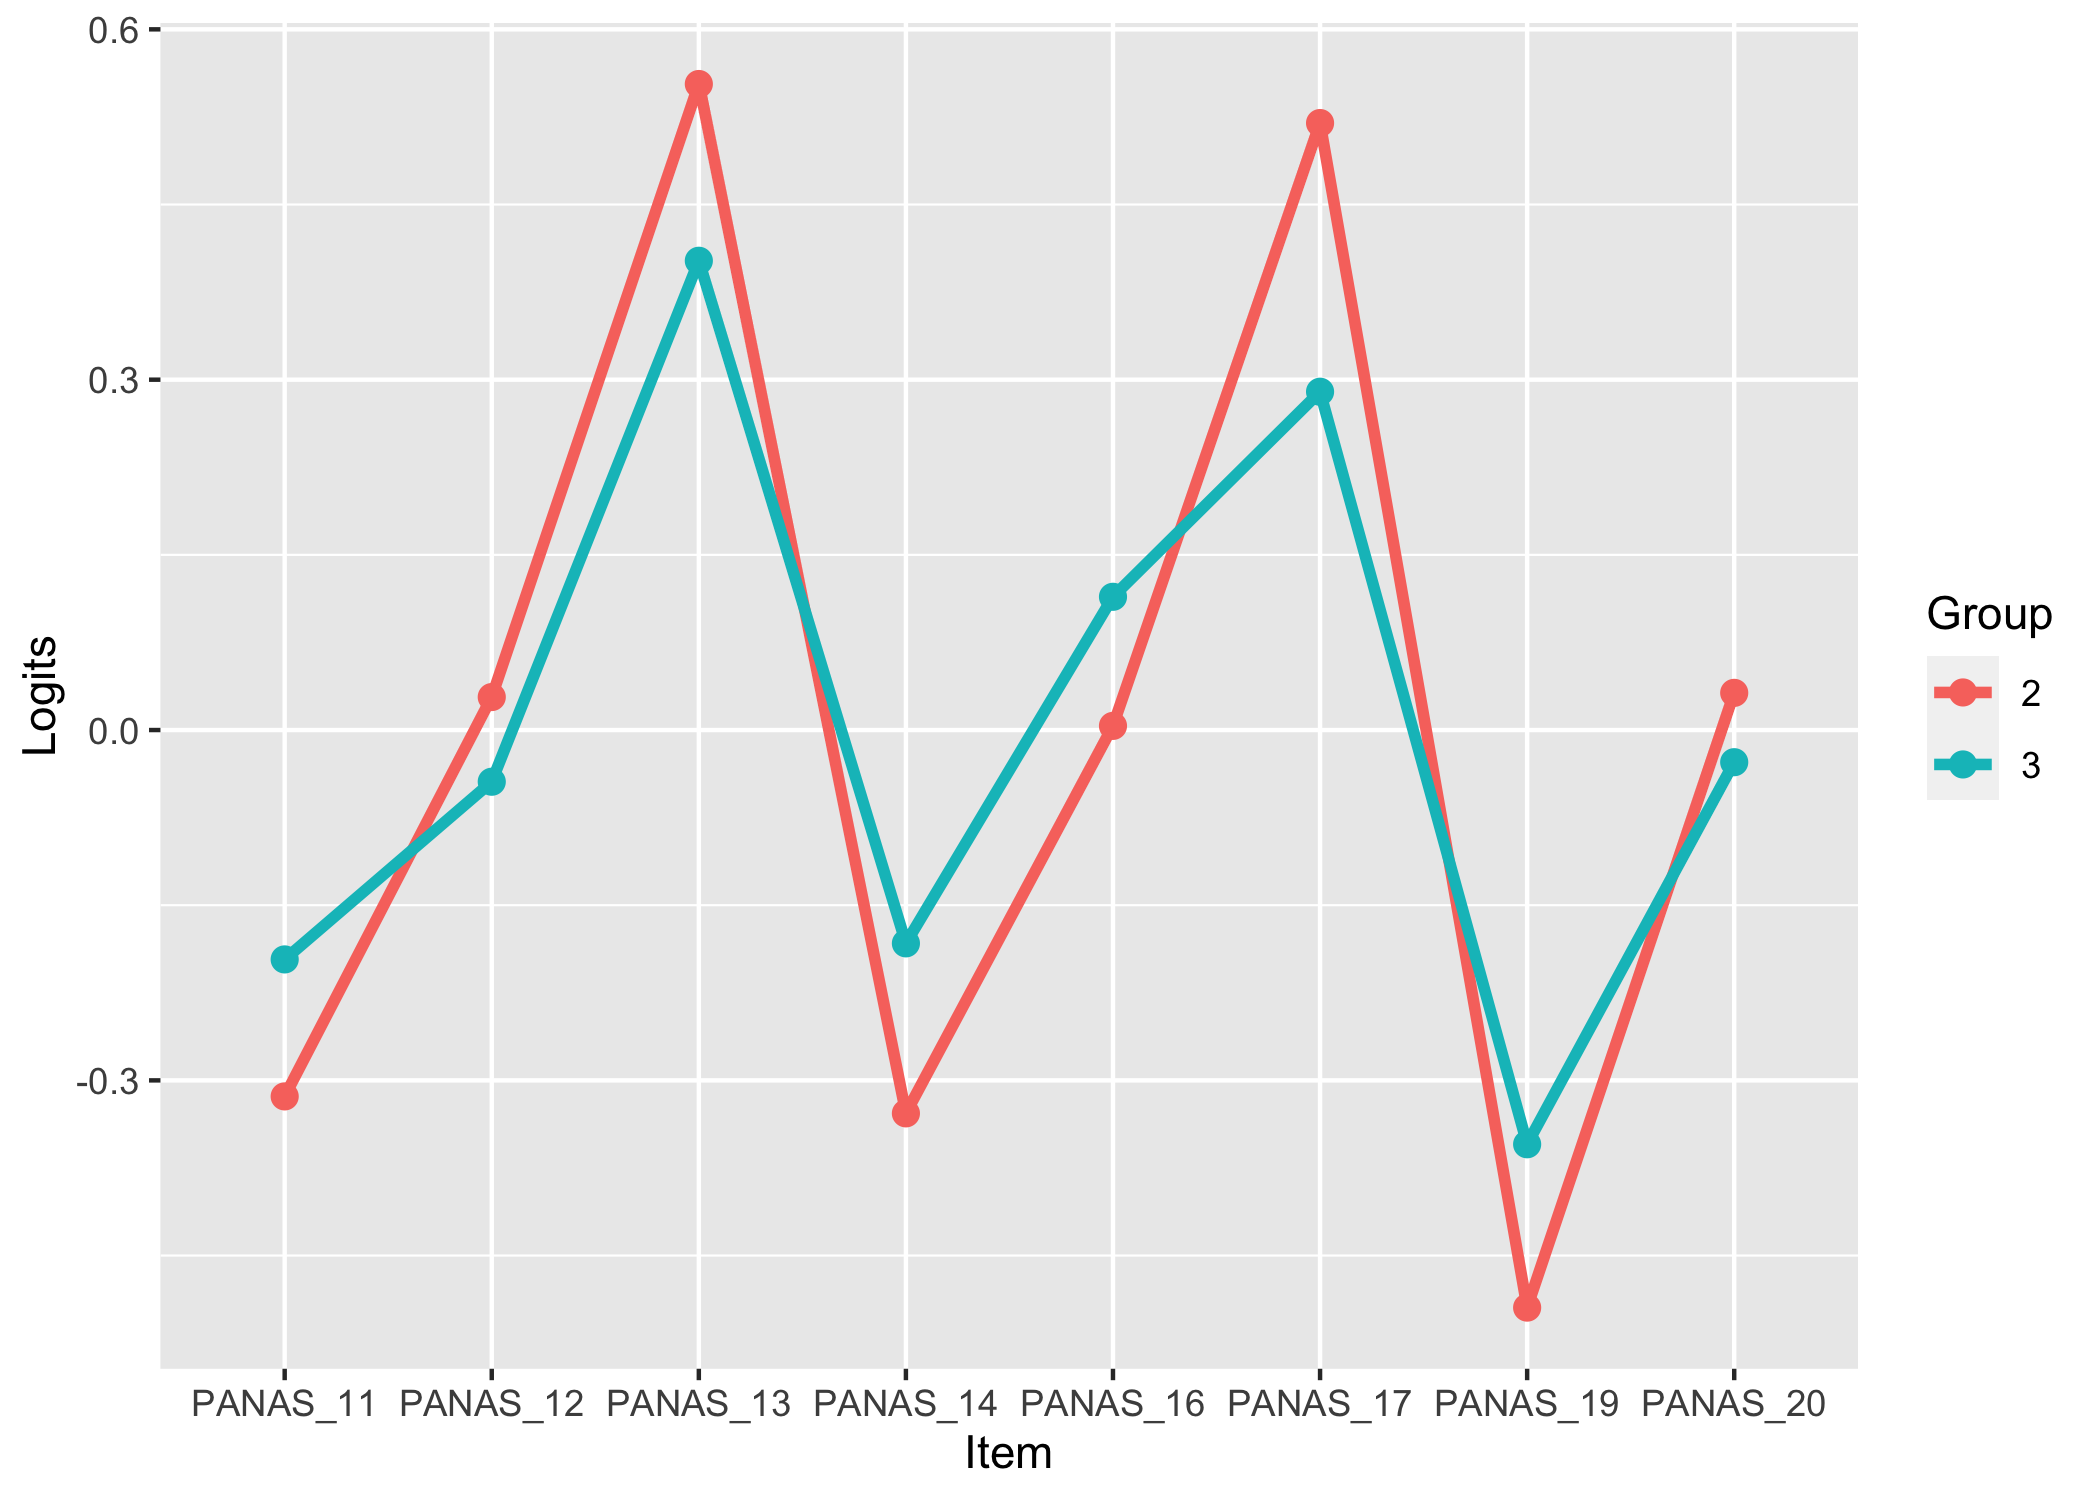 0.6
0.3
0.0
-0.3
Logits
PANAS_11 PANAS_12 PANAS_13 PANAS_14 PANAS_16 PANAS_17 PANAS_19 PANAS_20
Item
Group
2
3